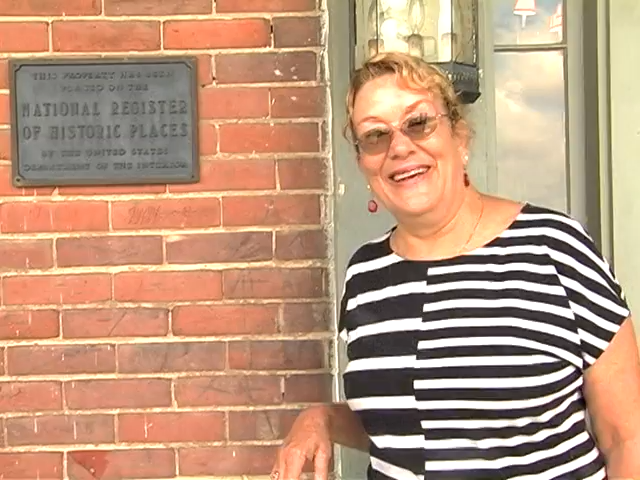 THIS PROPERTY HAS BEEN
PLACED ON THE
NATIONAL REGISTER
OF HISTORIC PLACES
BY THE UNITED STATES
DEPARTMENT OF THE INTERIOR